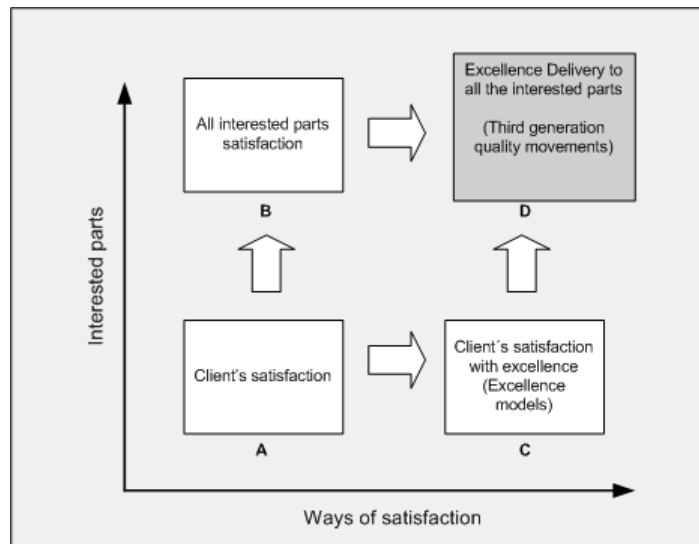 Interested parts
All interested parts
satisfaction
B
Excellence Delivery to
all the interested parts
(Third generation
quality movements)
D
Client's satisfaction
A
Client´s satisfaction
with excellence
(Excellence
models)
C
Ways of satisfaction